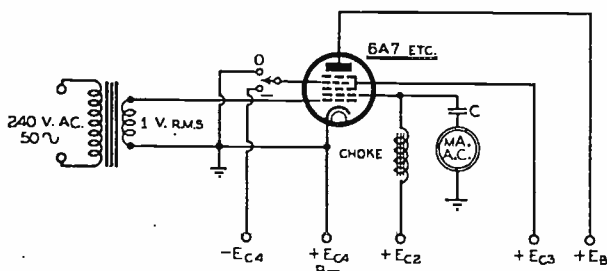 6A7 ETC.
O
–
240 V. AC.
50~
1 V. R.M.S
CHOKE
C
MA.
A.C.
-EC4
+EC4
B–
+EC2
+EC3
+EB